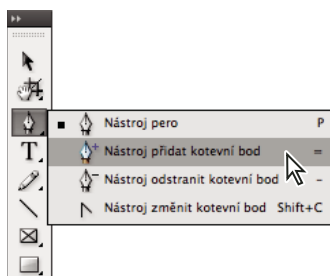 Nástroj pero P
Nástroj přidat kotevní bod =
Nástroj odstranit kotevní bod -
Nástroj změnit kotevní bod Shift+C
T